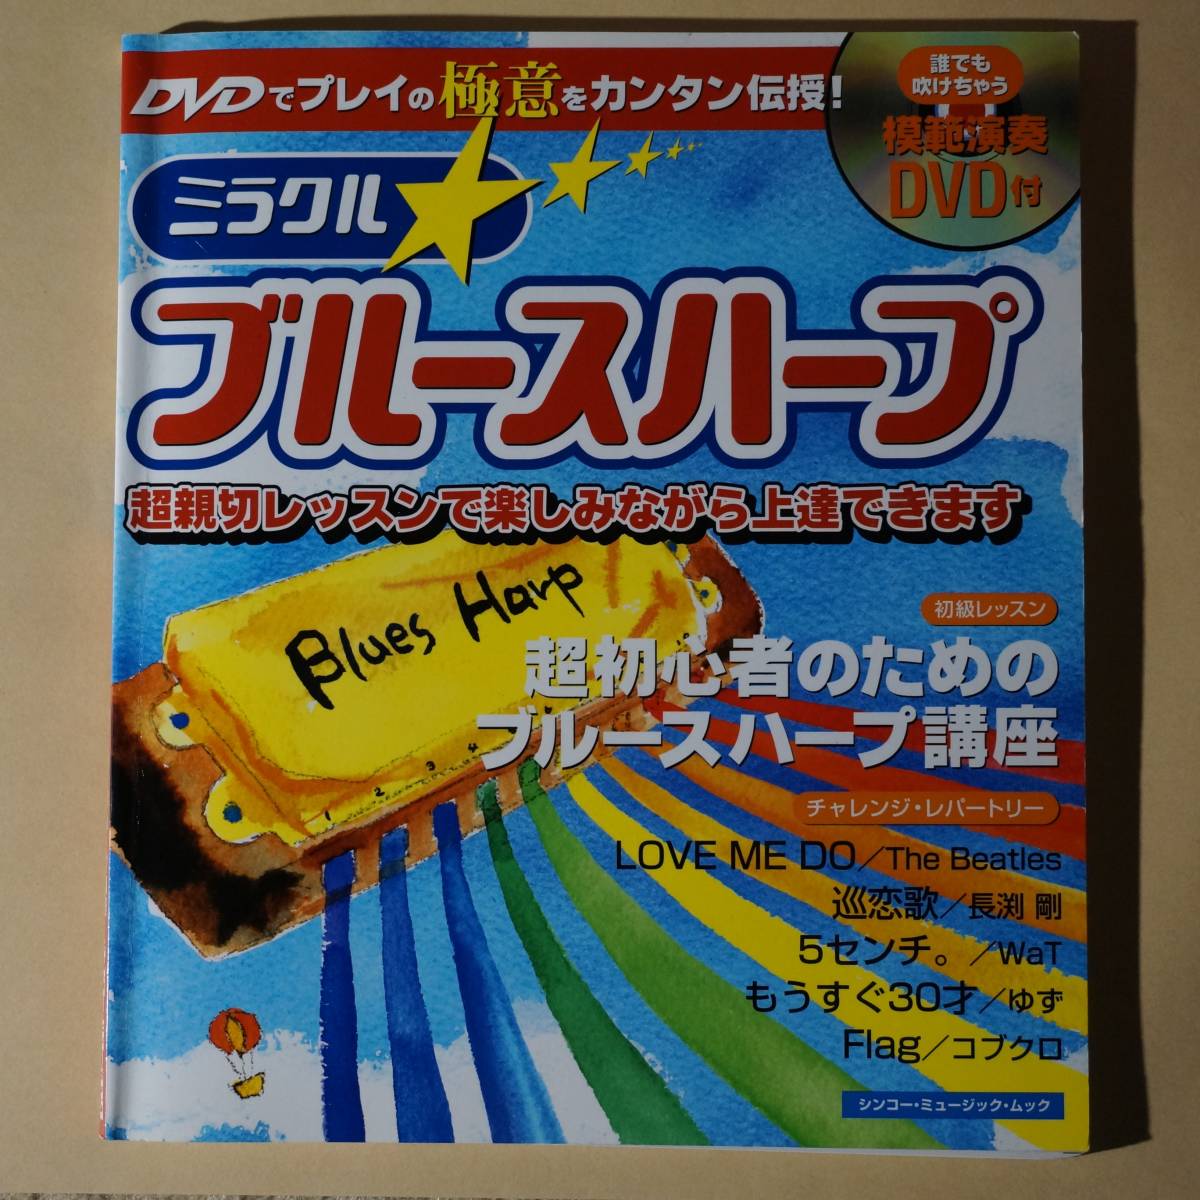 DVDでプレイの極意をカンタン伝授!
誰でも
吹けちゃう
模範演奏
DVD付
ミラクル
ブルースハープ
超親切レッスンで楽しみながら上達できます
Blues Harp
1 2 3 4
初級レッスン
超初心者のための
ブルースハープ講座
チャレンジ・レパートリー
LOVE ME DO/The Beatles
巡恋歌/長渕 剛
5センチ。/WaT
もうすぐ30才/ゆず
Flag/コブクロ
シンコー・ミュージック・ムック